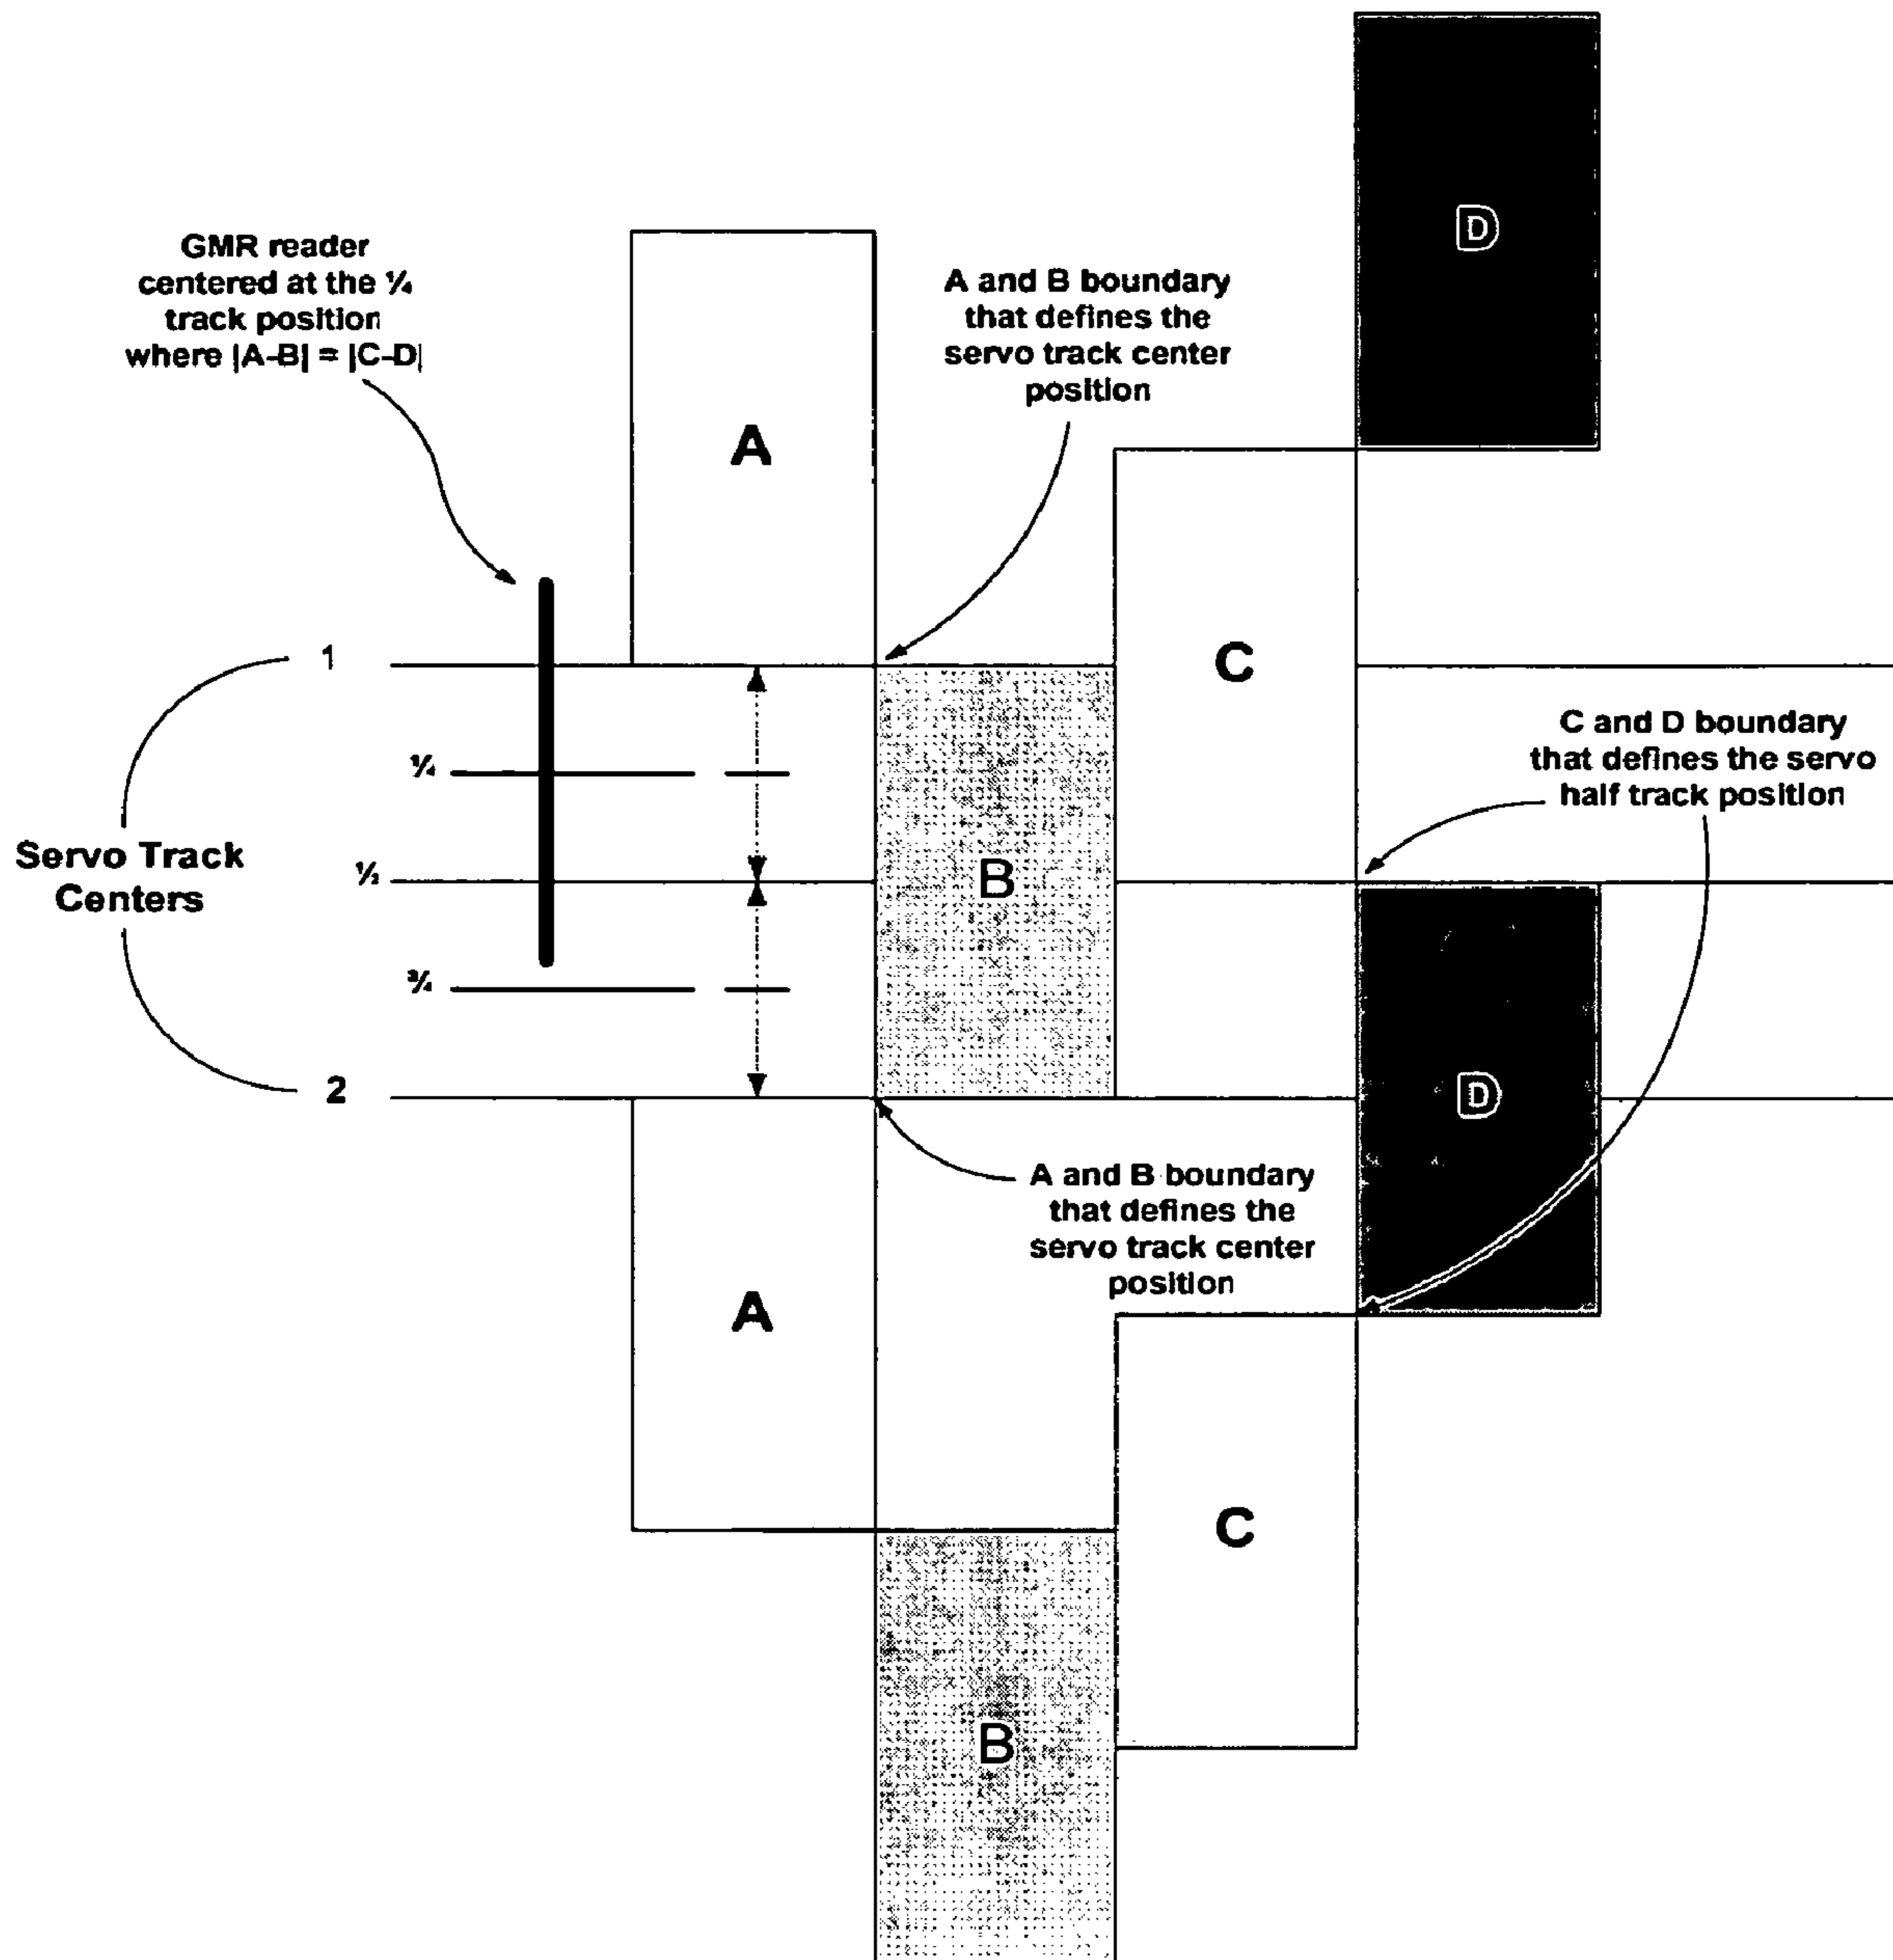 D
GMR reader
centered at the ¼
track position
where |A-B| = |C-D|
A
A and B boundary
that defines the
servo track center
position
1
C
¼
C and D boundary
that defines the servo
half track position
Servo Track
Centers
½
B
¾
2
D
A and B boundary
that defines the
servo track center
position
A
C
B